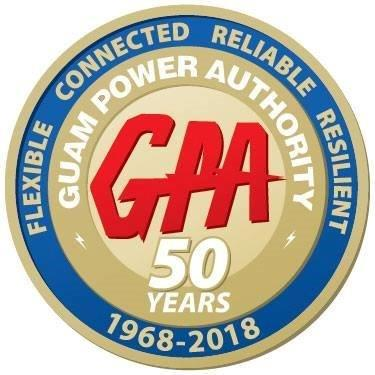 FLEXIBLE CONNECTED RELIABLE RESILIENT
GUAM POWER AUTHORITY
GPA
50
YEARS
1968-2018